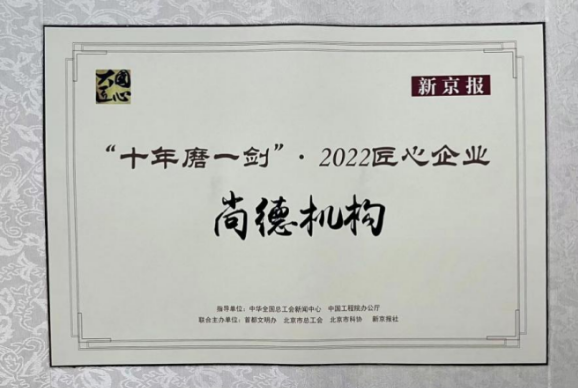 大国匠心
新京报
“十年磨一剑”·2022匠心企业
尚德机构
指导单位：中华全国总工会新闻中心 中国工程院办公厅
联合主办单位：首都文明办 北京市总工会 北京市科协 新京报社